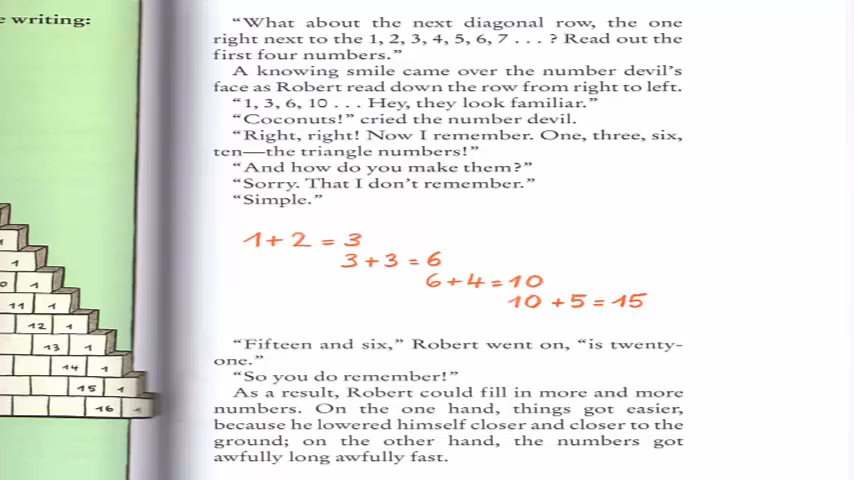 e writing:
"What about the next diagonal row, the one
right next to the 1, 2, 3, 4, 5, 6, 7 . . . ? Read out the
first four numbers."
A knowing smile came over the number devil's
face as Robert read down the row from right to left.
"1, 3, 6, 10 . . . Hey, they look familiar."
"Coconuts!" cried the number devil.
"Right, right! Now I remember. One, three, six,
ten—the triangle numbers!"
"And how do you make them?"
"Sorry. That I don't remember."
"Simple."
1 + 2 = 3
3 + 3 = 6
6 + 4 = 10
10 + 5 = 15
"Fifteen and six," Robert went on, "is twenty-
one."
"So you do remember!"
As a result, Robert could fill in more and more
numbers. On the one hand, things got easier,
because he lowered himself closer and closer to the
ground; on the other hand, the numbers got
awfully long awfully fast.
1
1
11 1
12 1
13 1
14 1
15 1
16 1